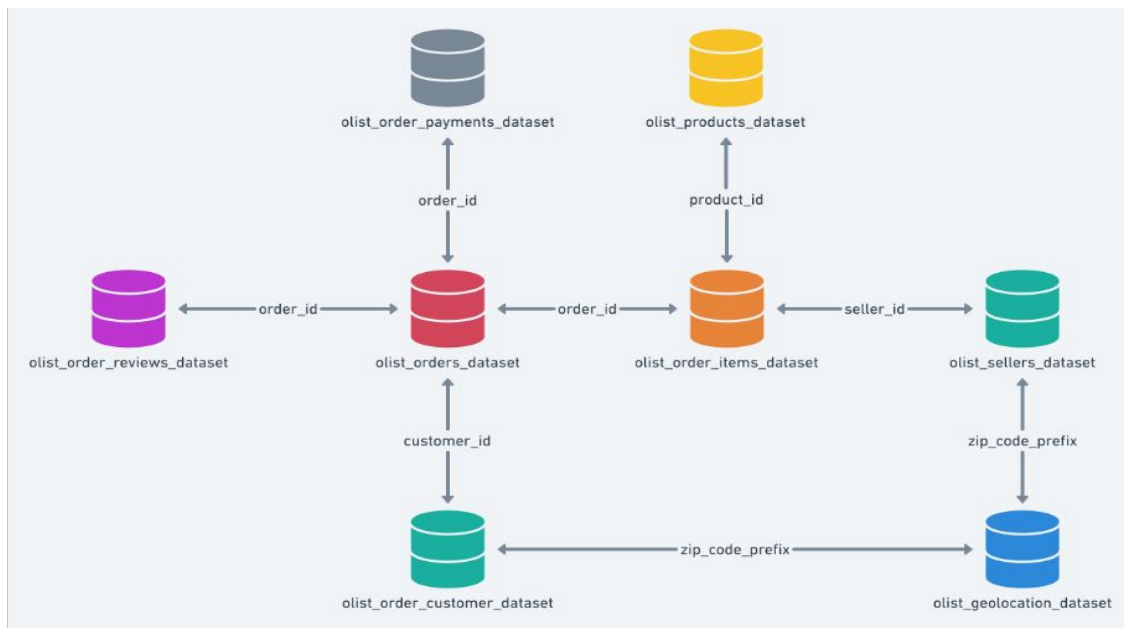 olist_order_payments_dataset
olist_products_dataset
order_id
product_id
order_id
order_id
seller_id
olist_order_reviews_dataset
olist_orders_dataset
olist_order_items_dataset
olist_sellers_dataset
customer_id
zip_code_prefix
zip_code_prefix
olist_order_customer_dataset
olist_geolocation_dataset